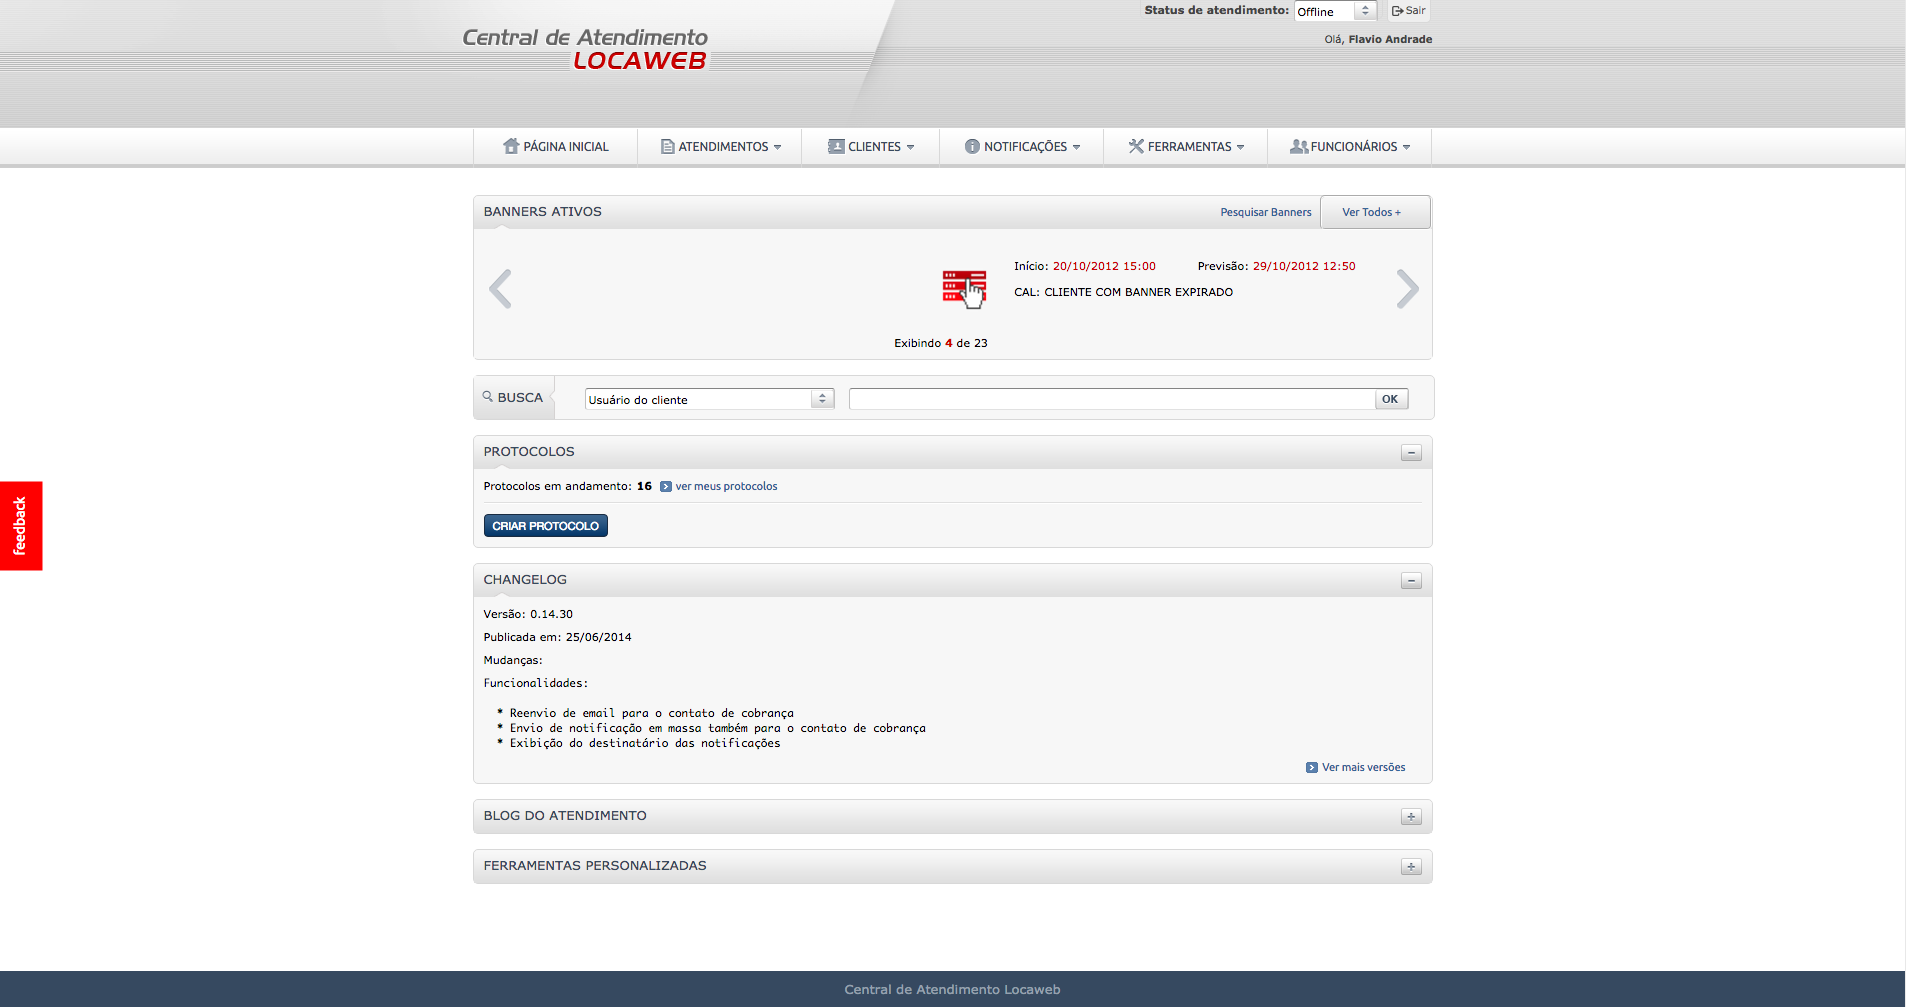 Status de atendimento: Offline Sair
Olá, Flavio Andrade
Central de Atendimento
LOCAWEB
PÁGINA INICIAL ATENDIMENTOS CLIENTES NOTIFICAÇÕES FERRAMENTAS FUNCIONÁRIOS
BANNERS ATIVOS Pesquisar Banners Ver Todos +
Início: 20/10/2012 15:00 Previsão: 29/10/2012 12:50
CAL: CLIENTE COM BANNER EXPIRADO
Exibindo 4 de 23
BUSCA Usuário do cliente OK
PROTOCOLOS
Protocolos em andamento: 16 ver meus protocolos
CRIAR PROTOCOLO
feedback
CHANGELOG
Versão: 0.14.30
Publicada em: 25/06/2014
Mudanças:
Funcionalidades:
* Reenvio de email para o contato de cobrança
* Envio de notificação em massa também para o contato de cobrança
* Exibição do destinatário das notificações
Ver mais versões
BLOG DO ATENDIMENTO
FERRAMENTAS PERSONALIZADAS
Central de Atendimento Locaweb